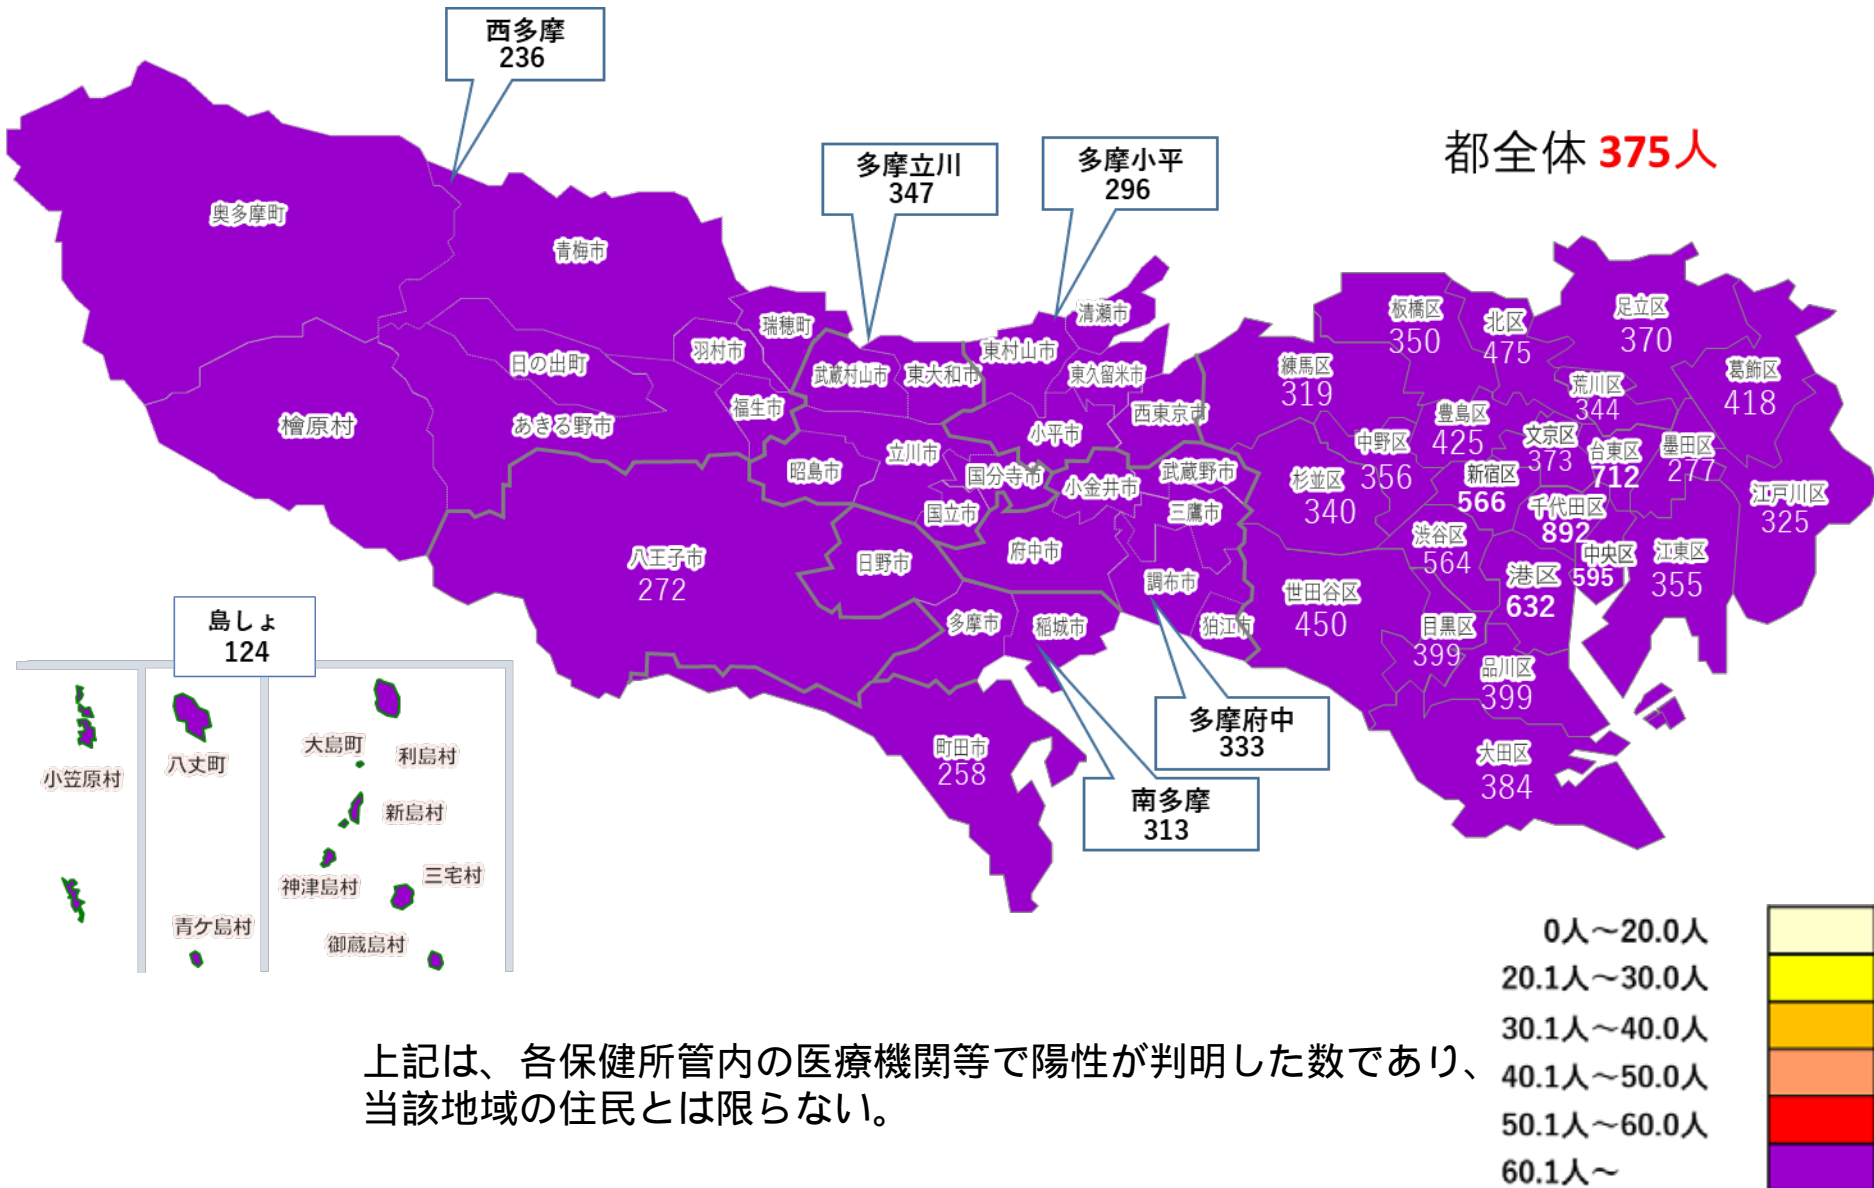 西多摩
236
多摩立川
347
多摩小平
296
都全体 375人
奥多摩町
青梅市
瑞穂町
羽村市
日の出町
福生市
あきる野市
檜原村
武蔵村山市
東大和市
東村山市
清瀬市
東久留米市
西東京市
小平市
立川市
昭島市
国分寺市
国立市
小金井市
武蔵野市
三鷹市
府中市
調布市
狛江市
日野市
八王子市
272
多摩市
稲城市
町田市
258
多摩府中
333
南多摩
313
板橋区
350
北区
475
足立区
370
葛飾区
418
練馬区
319
荒川区
344
豊島区
425
文京区
373
台東区
712
墨田区
277
中野区
356
新宿区
566
杉並区
340
千代田区
892
江戸川区
325
渋谷区
564
中央区
595
江東区
355
港区
632
世田谷区
450
目黒区
399
品川区
399
大田区
384
島しょ
124
小笠原村
八丈町
青ケ島村
大島町
利島村
新島村
神津島村
三宅村
御蔵島村
上記は、各保健所管内の医療機関等で陽性が判明した数であり、
当該地域の住民とは限らない。
0人～20.0人
20.1人～30.0人
30.1人～40.0人
40.1人～50.0人
50.1人～60.0人
60.1人～